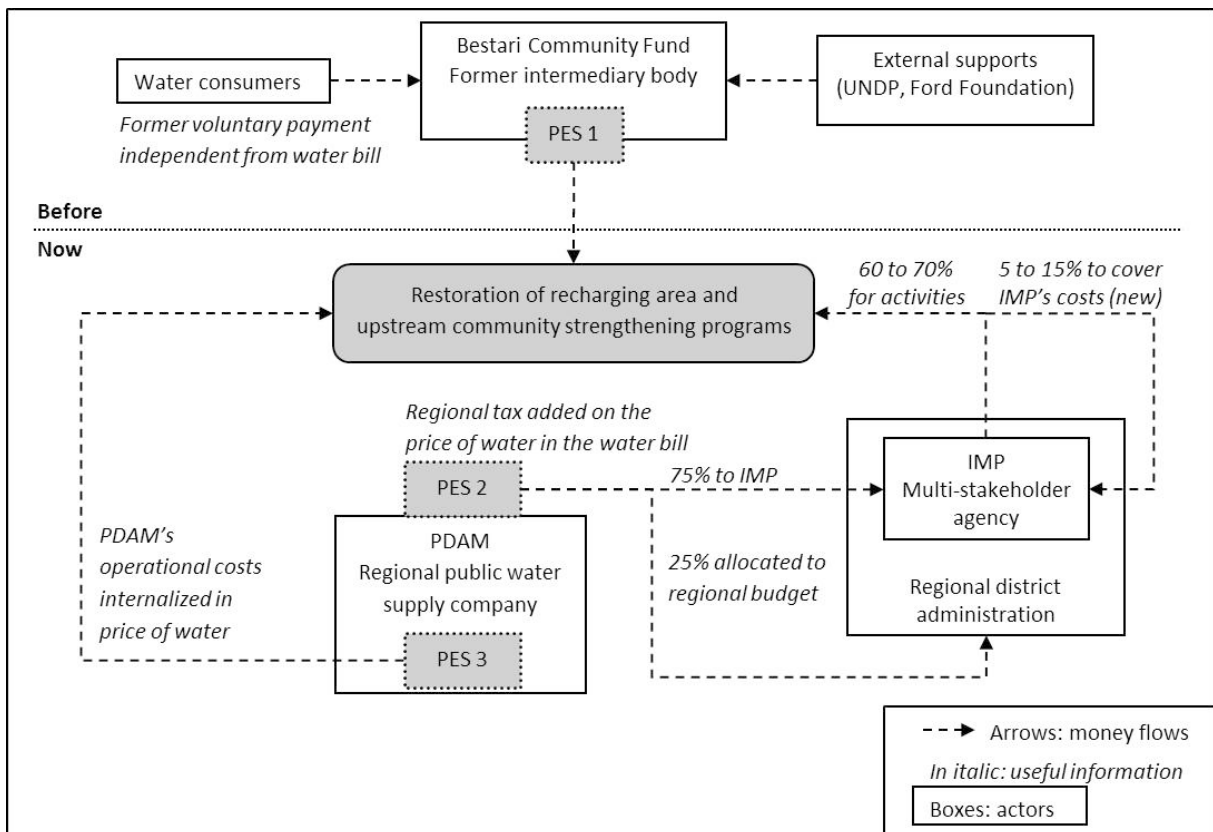 Bestari Community Fund
Former intermediary body
PES 1
Water consumers
Former voluntary payment
independent from water bill
External supports
(UNDP, Ford Foundation)
Before
Now
Restoration of recharging area and
upstream community strengthening programs
60 to 70%
for activities
5 to 15% to cover
IMP's costs (new)
Regional tax added on the
price of water in the water bill
PES 2
75% to IMP
IMP
Multi-stakeholder
agency
Regional district
administration
PDAM
Regional public water
supply company
PES 3
25% allocated to
regional budget
PDAM's
operational costs
internalized in
price of water
Arrows: money flows
In italic: useful information
Boxes: actors